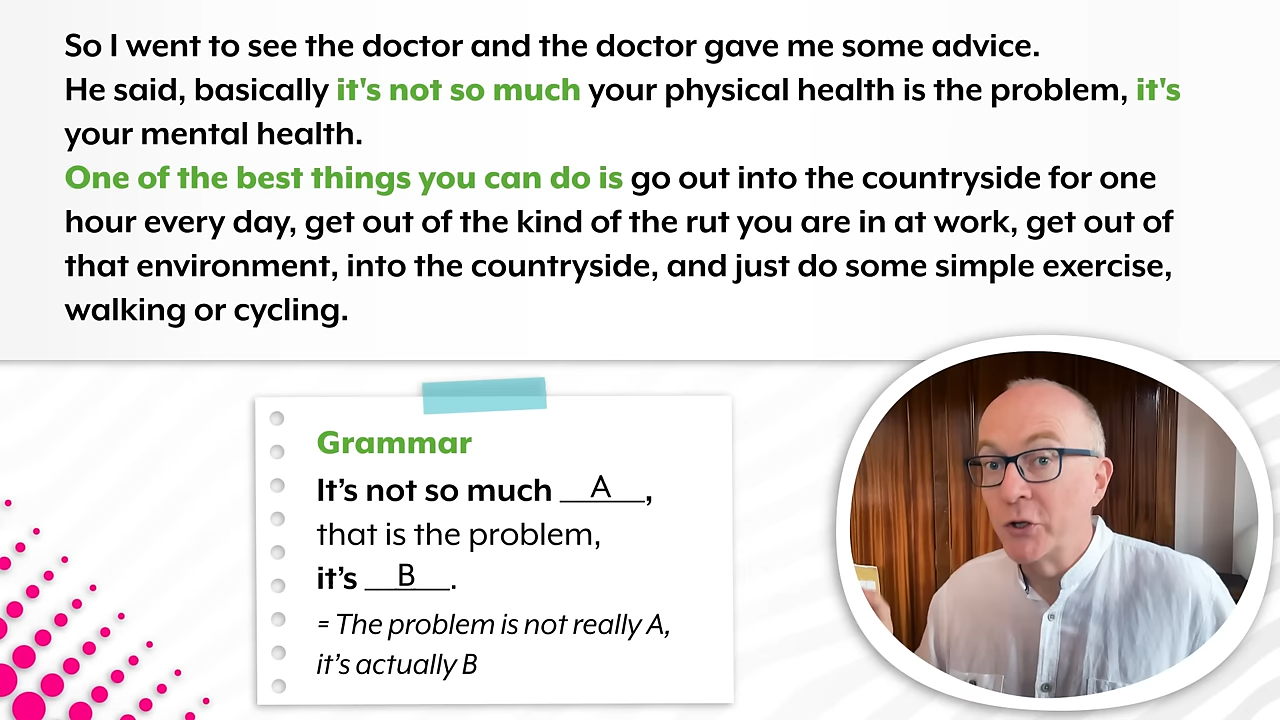 So I went to see the doctor and the doctor gave me some advice.
He said, basically it's not so much your physical health is the problem, it's
your mental health.
One of the best things you can do is go out into the countryside for one
hour every day, get out of the kind of the rut you are in at work, get out of
that environment, into the countryside, and just do some simple exercise,
walking or cycling.
Grammar
It's not so much __A__,
that is the problem,
it's __B__.
= The problem is not really A,
it's actually B